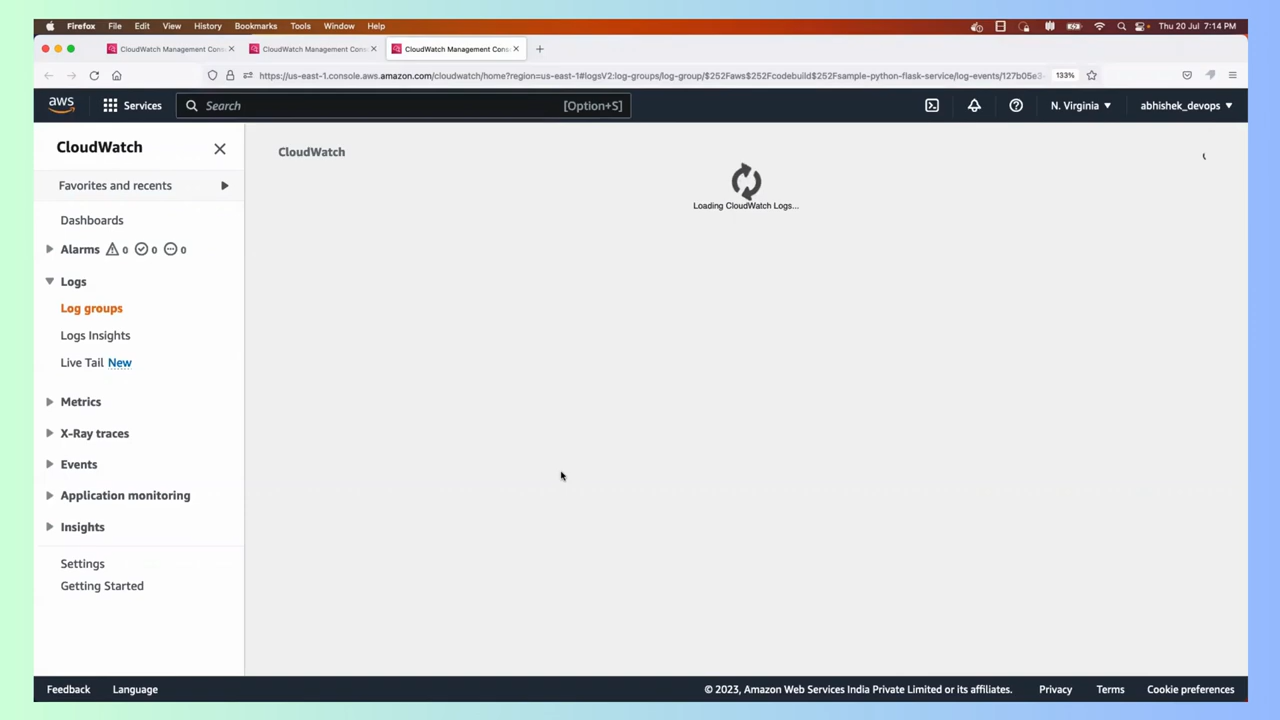 Firefox File Edit View History Bookmarks Tools Window Help Thu 20 Jul 7:14 PM
CloudWatch Management Cons CloudWatch Management Cons CloudWatch Management Cons
https://us-east-1.console.aws.amazon.com/cloudwatch/home?region=us-east-1#logsV2:log-groups/log-group/$252Faws$252Fcodebuild$252Fsample-python-flask-service/log-events/127b05e3- 133%
aws Services Search [Option+S] N. Virginia abhishek_devops
CloudWatch
Favorites and recents
Dashboards
Alarms 0 0 0
Logs
Log groups
Logs Insights
Live Tail New
Metrics
X-Ray traces
Events
Application monitoring
Insights
Settings
Getting Started
CloudWatch
Loading CloudWatch Logs...
Feedback Language © 2023, Amazon Web Services India Private Limited or its affiliates. Privacy Terms Cookie preferences